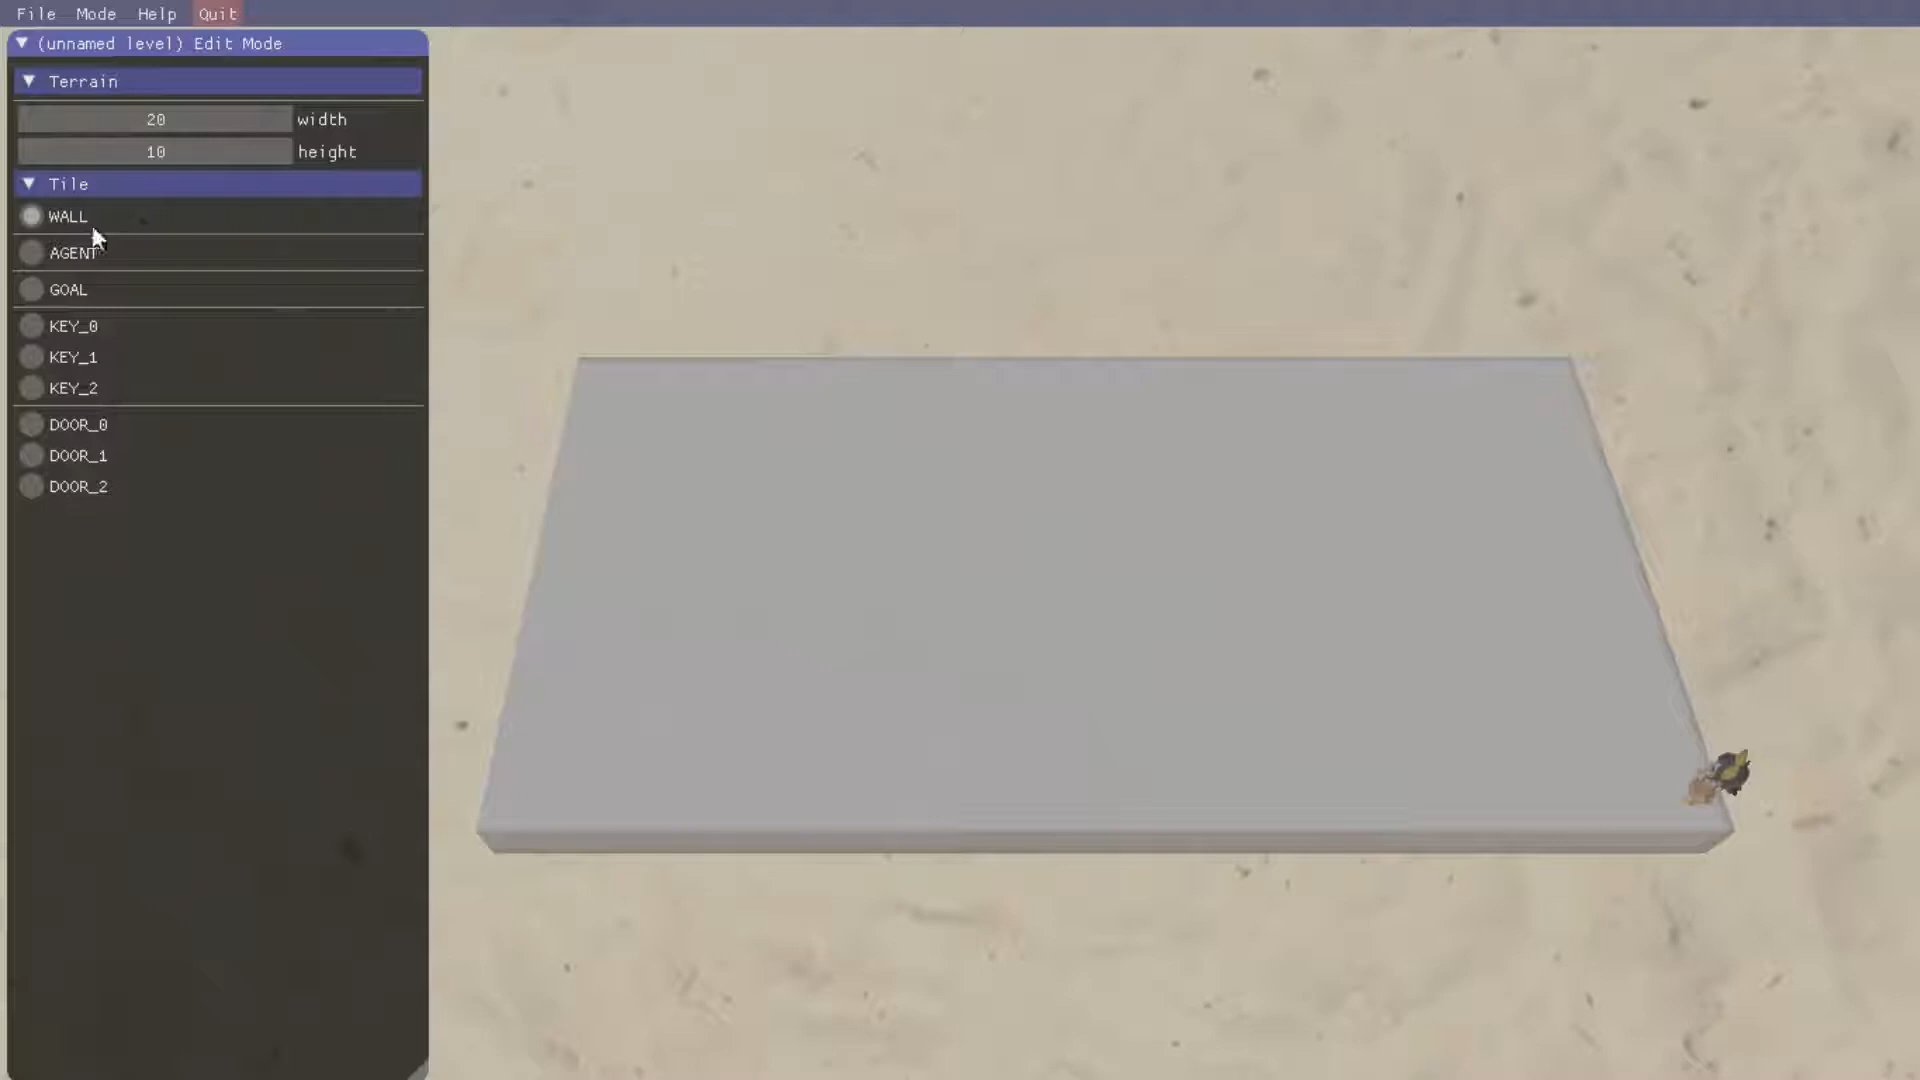 File Mode Help Quit
(unnamed level) Edit Mode
Terrain
20 width
10 height
Tile
WALL
AGENT
GOAL
KEY_0
KEY_1
KEY_2
DOOR_0
DOOR_1
DOOR_2